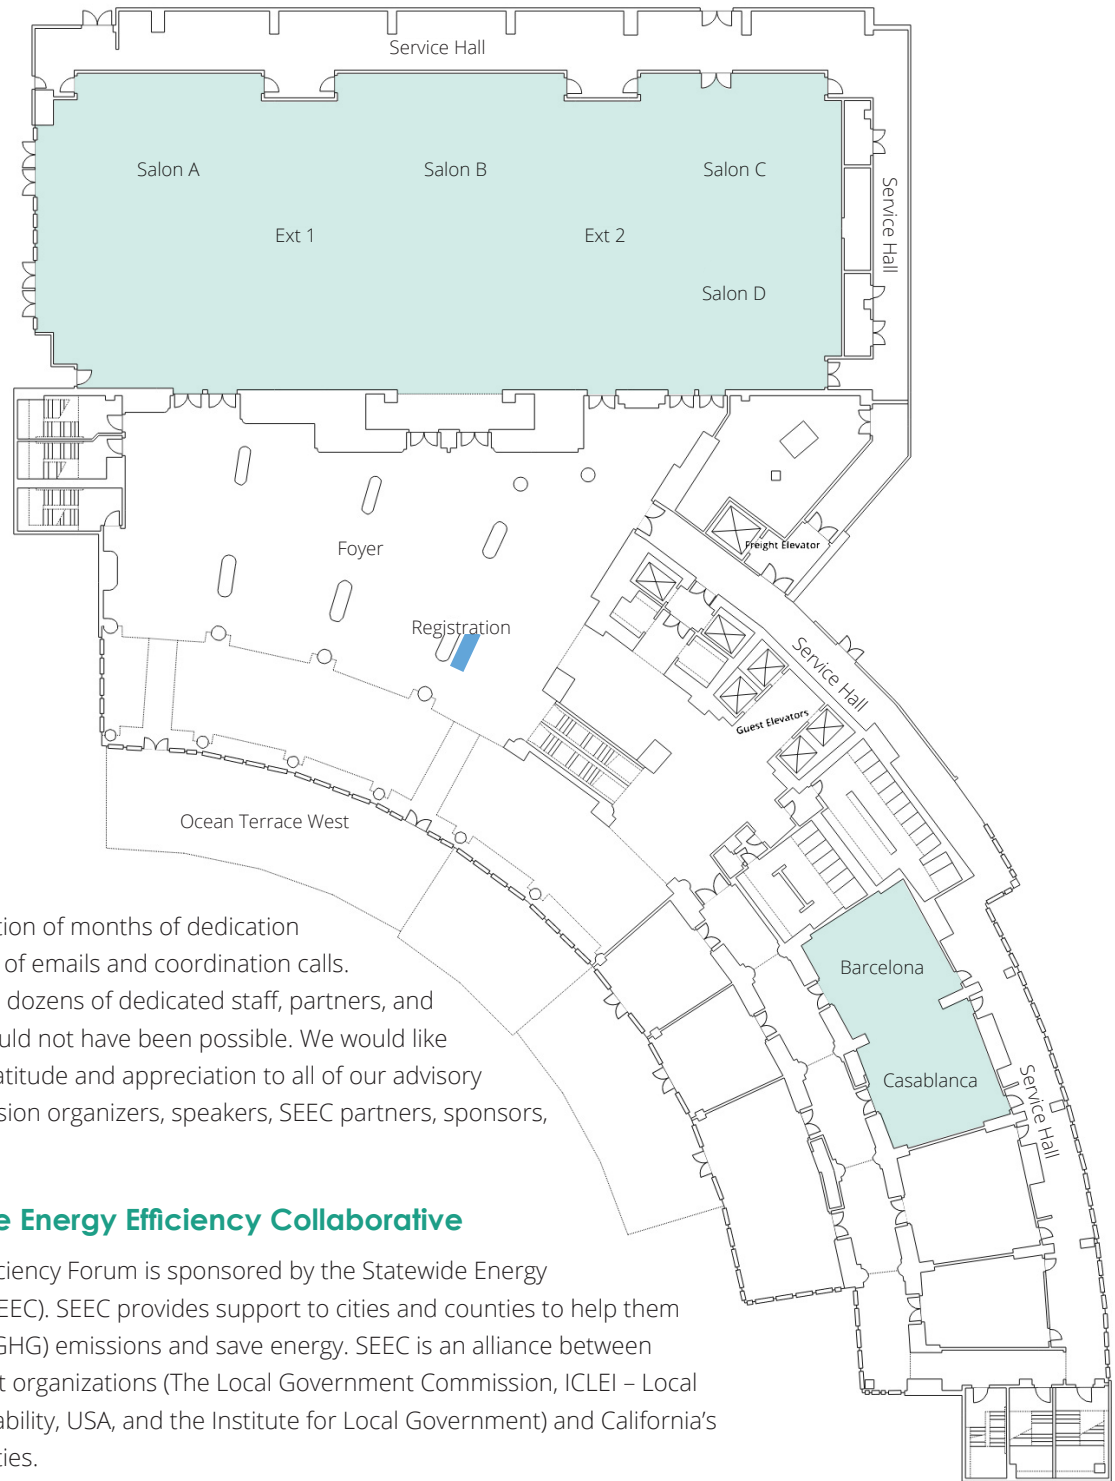 Service Hall
Salon A
Salon B
Salon C
Service Hall
Ext 1
Ext 2
Salon D
Freight Elevator
Foyer
Registration
Service Hall
Guest Elevators
Ocean Terrace West
tion of months of dedication
of emails and coordination calls.
dozens of dedicated staff, partners, and
uld not have been possible. We would like
atitude and appreciation to all of our advisory
sion organizers, speakers, SEEC partners, sponsors,
Barcelona
Casablanca
Service Hall
e Energy Efficiency Collaborative
ciency Forum is sponsored by the Statewide Energy
EEC). SEEC provides support to cities and counties to help them
GHG) emissions and save energy. SEEC is an alliance between
t organizations (The Local Government Commission, ICLEI – Local
ability, USA, and the Institute for Local Government) and California’s
ties.